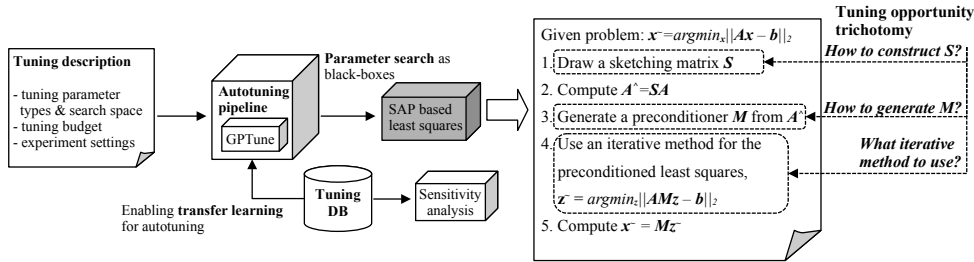 Tuning description
- tuning parameter
types & search space
- tuning budget
- experiment settings
Autotuning
pipeline
GPTune
Parameter search as
black-boxes
SAP based
least squares
Enabling transfer learning
for autotuning
Tuning
DB
Sensitivity
analysis
Given problem: x~=argminₓ||Ax – b||₂
1. Draw a sketching matrix S
2. Compute A^=SA
3. Generate a preconditioner M from A^
4. Use an iterative method for the
preconditioned least squares,
z~ = argmin_z||AMz – b||₂
5. Compute x~ = Mz~
Tuning opportunity
trichotomy
How to construct S?
How to generate M?
What iterative
method to use?